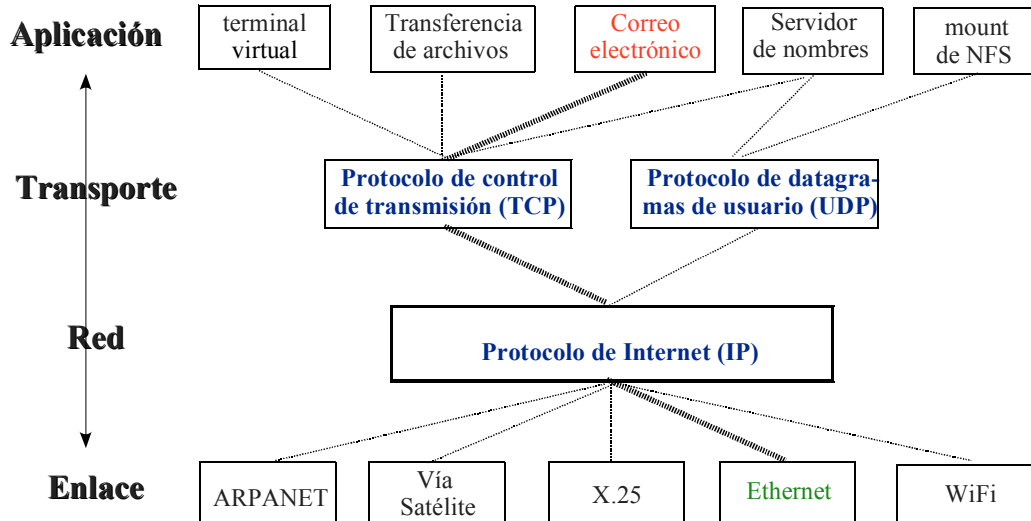 Aplicación
terminal
virtual
Transferencia
de archivos
Correo
electrónico
Servidor
de nombres
mount
de NFS
Transporte
Protocolo de control
de transmisión (TCP)
Protocolo de datagra-
mas de usuario (UDP)
Red
Protocolo de Internet (IP)
Enlace
ARPANET
Vía
Satélite
X.25
Ethernet
WiFi